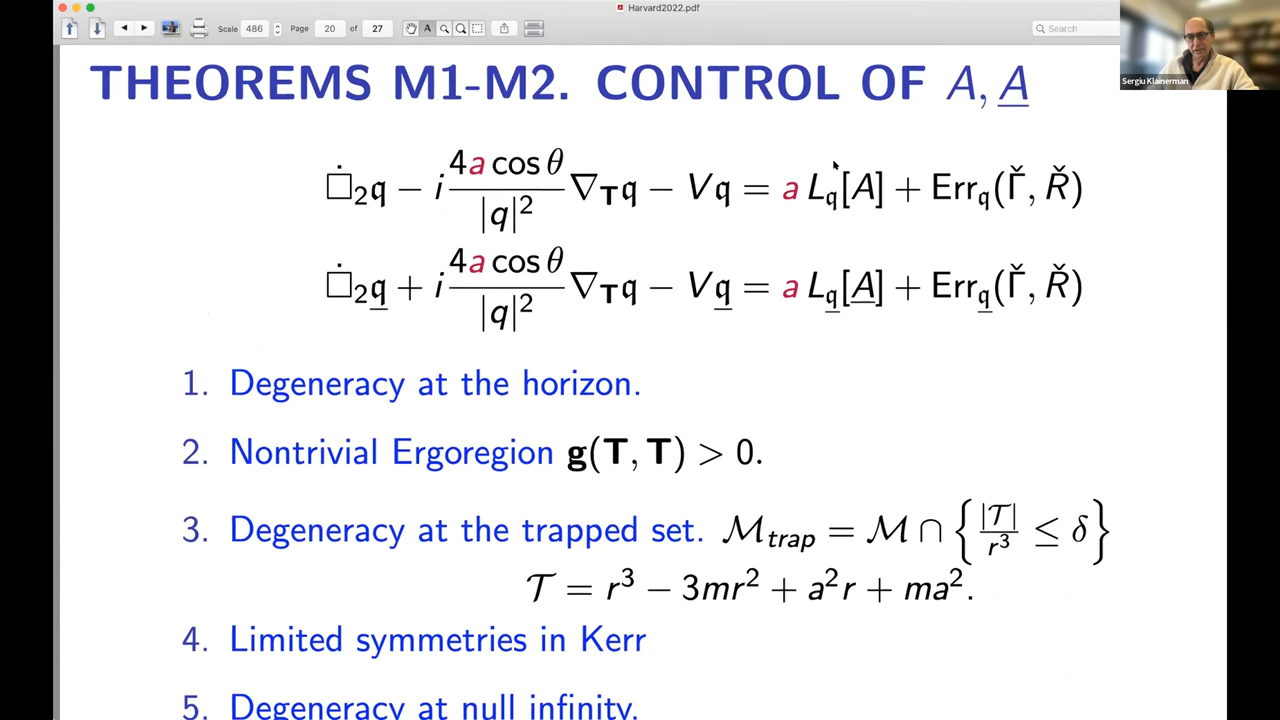 Harvard2022.pdf
Scale 486 Page 20 of 27 Search
Sergiu Klainerman
THEOREMS M1-M2. CONTROL OF A, A̲
□̇₂𝔮 − i 4a cos θ / |q|² ∇_T 𝔮 − V𝔮 = a L_𝔮[A] + Err_𝔮(Γ̌, Ř)
□̇₂𝔮̲ + i 4a cos θ / |q|² ∇_T 𝔮 − V𝔮̲ = a L_𝔮̲[A̲] + Err_𝔮̲(Γ̌, Ř)
1. Degeneracy at the horizon.
2. Nontrivial Ergoregion g(T, T) > 0.
3. Degeneracy at the trapped set. ℳ_trap = ℳ ∩ { |𝒯| / r³ ≤ δ }
𝒯 = r³ − 3mr² + a²r + ma².
4. Limited symmetries in Kerr
5. Degeneracy at null infinity.